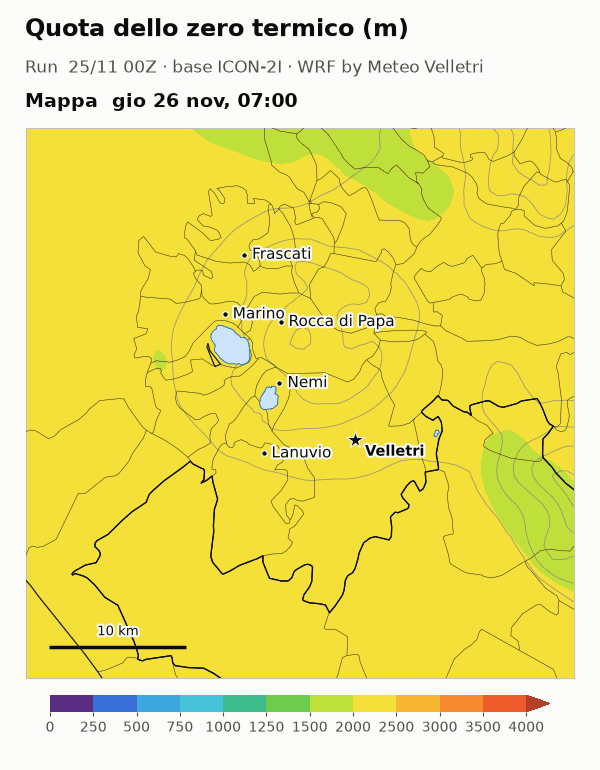 Quota dello zero termico (m)
Run  25/11 00Z · base ICON-2I · WRF by Meteo Velletri
Mappa  gio 26 nov, 07:00
Frascati
Marino
Rocca di Papa
Nemi
Velletri
Lanuvio
10 km
0 250 500 750 1000 1250 1500 2000 2500 3000 3500 4000